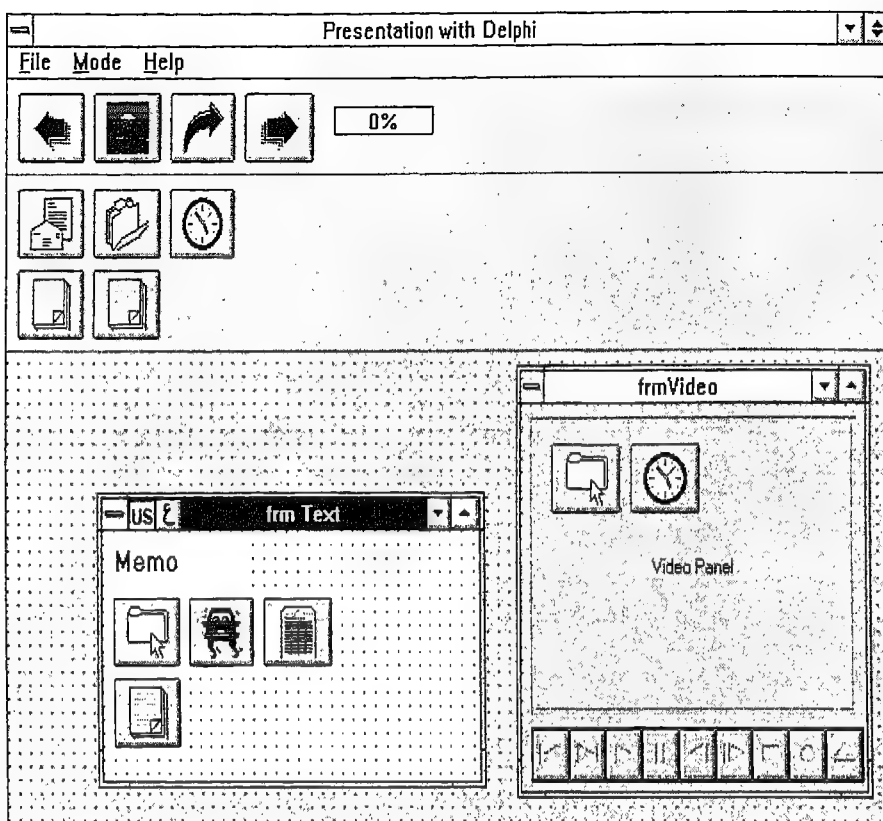 Presentation with Delphi
File Mode Help
0%
frmVideo
US ع frm Text
Memo
Video Panel